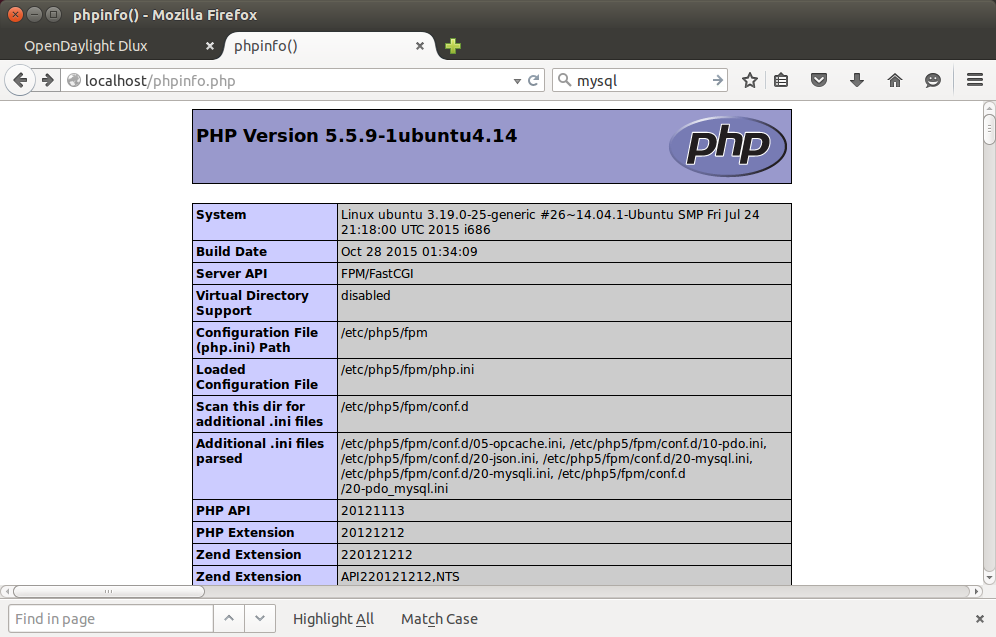 phpinfo() - Mozilla Firefox
OpenDaylight Dlux
phpinfo()
localhost/phpinfo.php
mysql
PHP Version 5.5.9-1ubuntu4.14
php
System
Linux ubuntu 3.19.0-25-generic #26~14.04.1-Ubuntu SMP Fri Jul 24
21:18:00 UTC 2015 i686
Build Date
Oct 28 2015 01:34:09
Server API
FPM/FastCGI
Virtual Directory
Support
disabled
Configuration File
(php.ini) Path
/etc/php5/fpm
Loaded
Configuration File
/etc/php5/fpm/php.ini
Scan this dir for
additional .ini files
/etc/php5/fpm/conf.d
Additional .ini files
parsed
/etc/php5/fpm/conf.d/05-opcache.ini, /etc/php5/fpm/conf.d/10-pdo.ini,
/etc/php5/fpm/conf.d/20-json.ini, /etc/php5/fpm/conf.d/20-mysql.ini,
/etc/php5/fpm/conf.d/20-mysqli.ini, /etc/php5/fpm/conf.d
/20-pdo_mysql.ini
PHP API
20121113
PHP Extension
20121212
Zend Extension
220121212
Zend Extension
API220121212,NTS
Find in page
Highlight All
Match Case